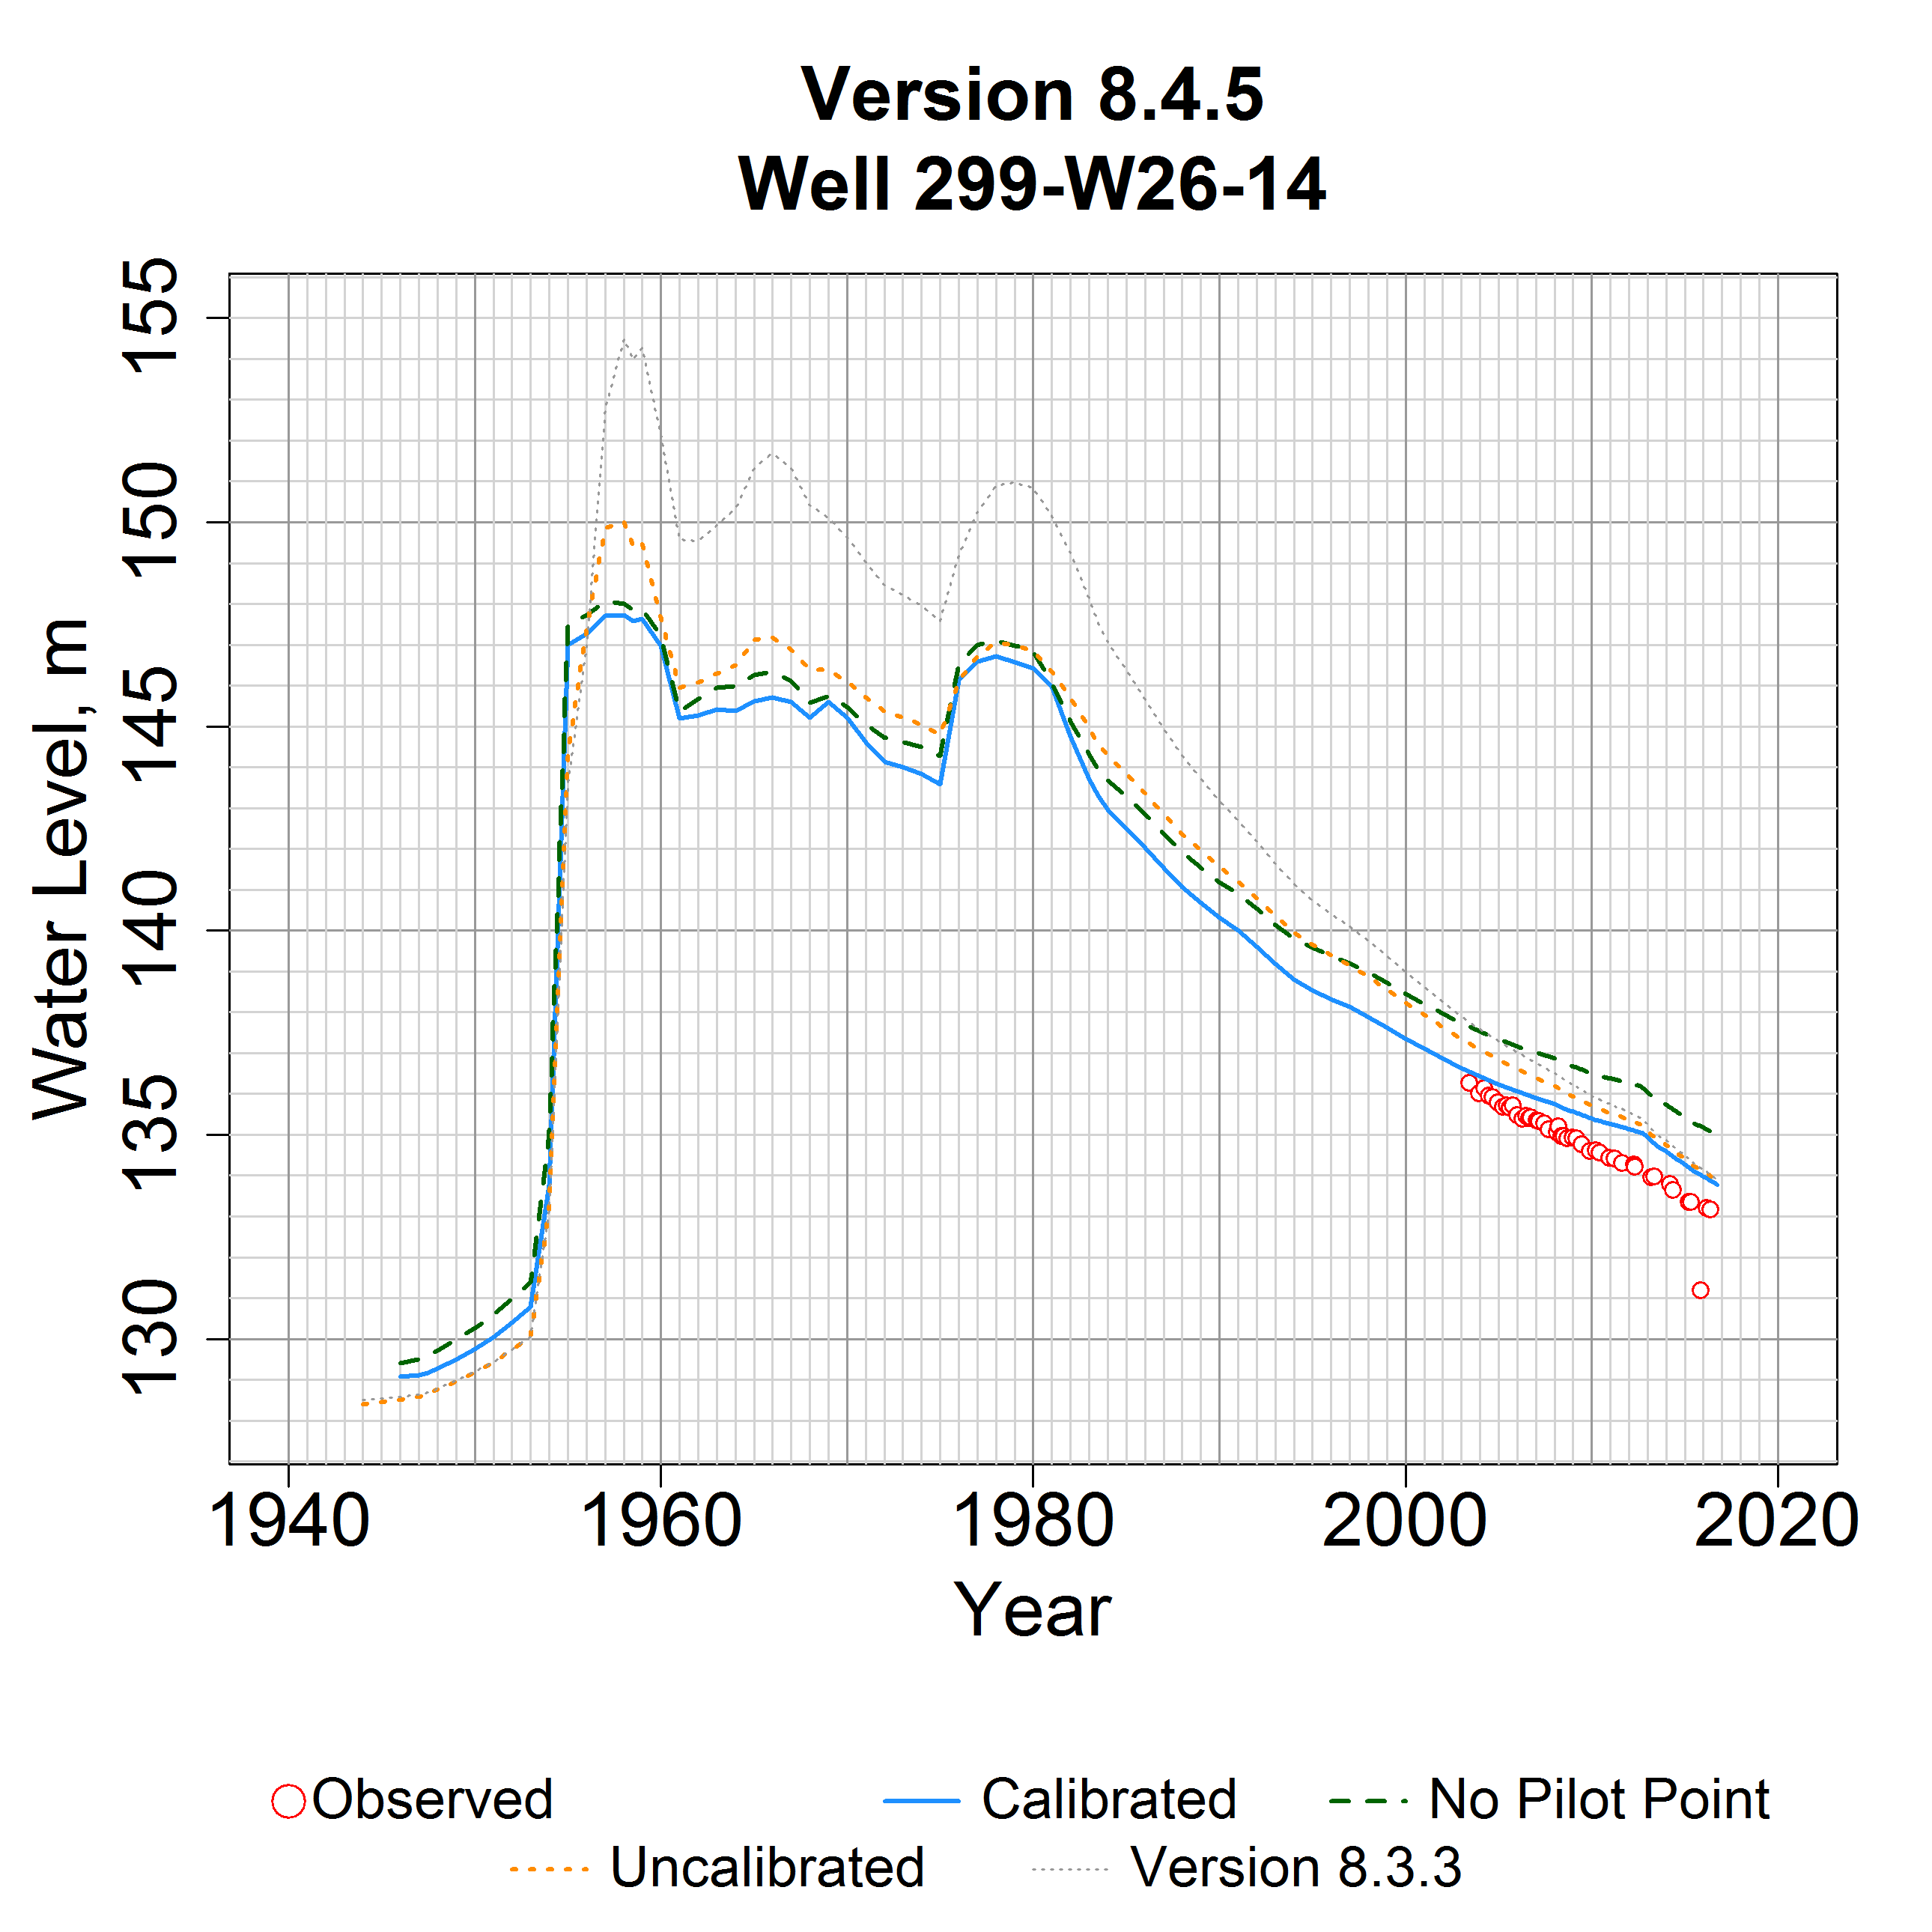 Version 8.4.5
Well 299-W26-14
Water Level, m
155
150
145
140
135
130
1940 1960 1980 2000 2020
Year
Observed Calibrated No Pilot Point
Uncalibrated Version 8.3.3